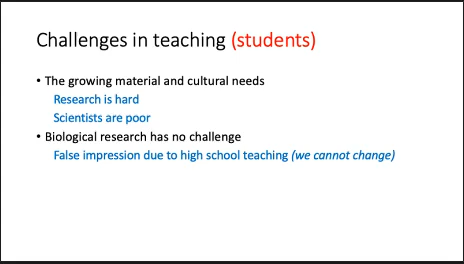 Challenges in teaching (students)
• The growing material and cultural needs
Research is hard
Scientists are poor
• Biological research has no challenge
False impression due to high school teaching (we cannot change)